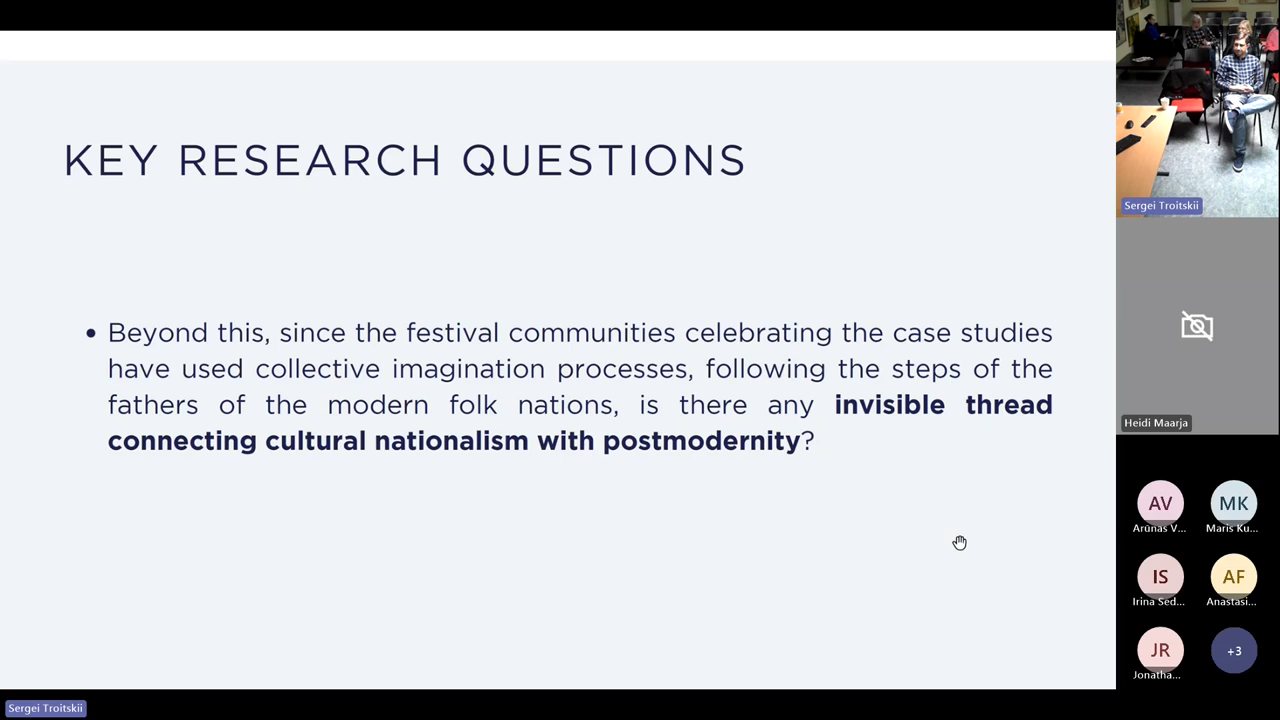 KEY RESEARCH QUESTIONS
• Beyond this, since the festival communities celebrating the case studies
have used collective imagination processes, following the steps of the
fathers of the modern folk nations, is there any invisible thread
connecting cultural nationalism with postmodernity?
Sergei Troitskii
Heidi Maarja
AV
Arūnas V...
MK
Maris Ku...
IS
Irina Sed...
AF
Anastasi...
JR
Jonatha...
+3
Sergei Troitskii